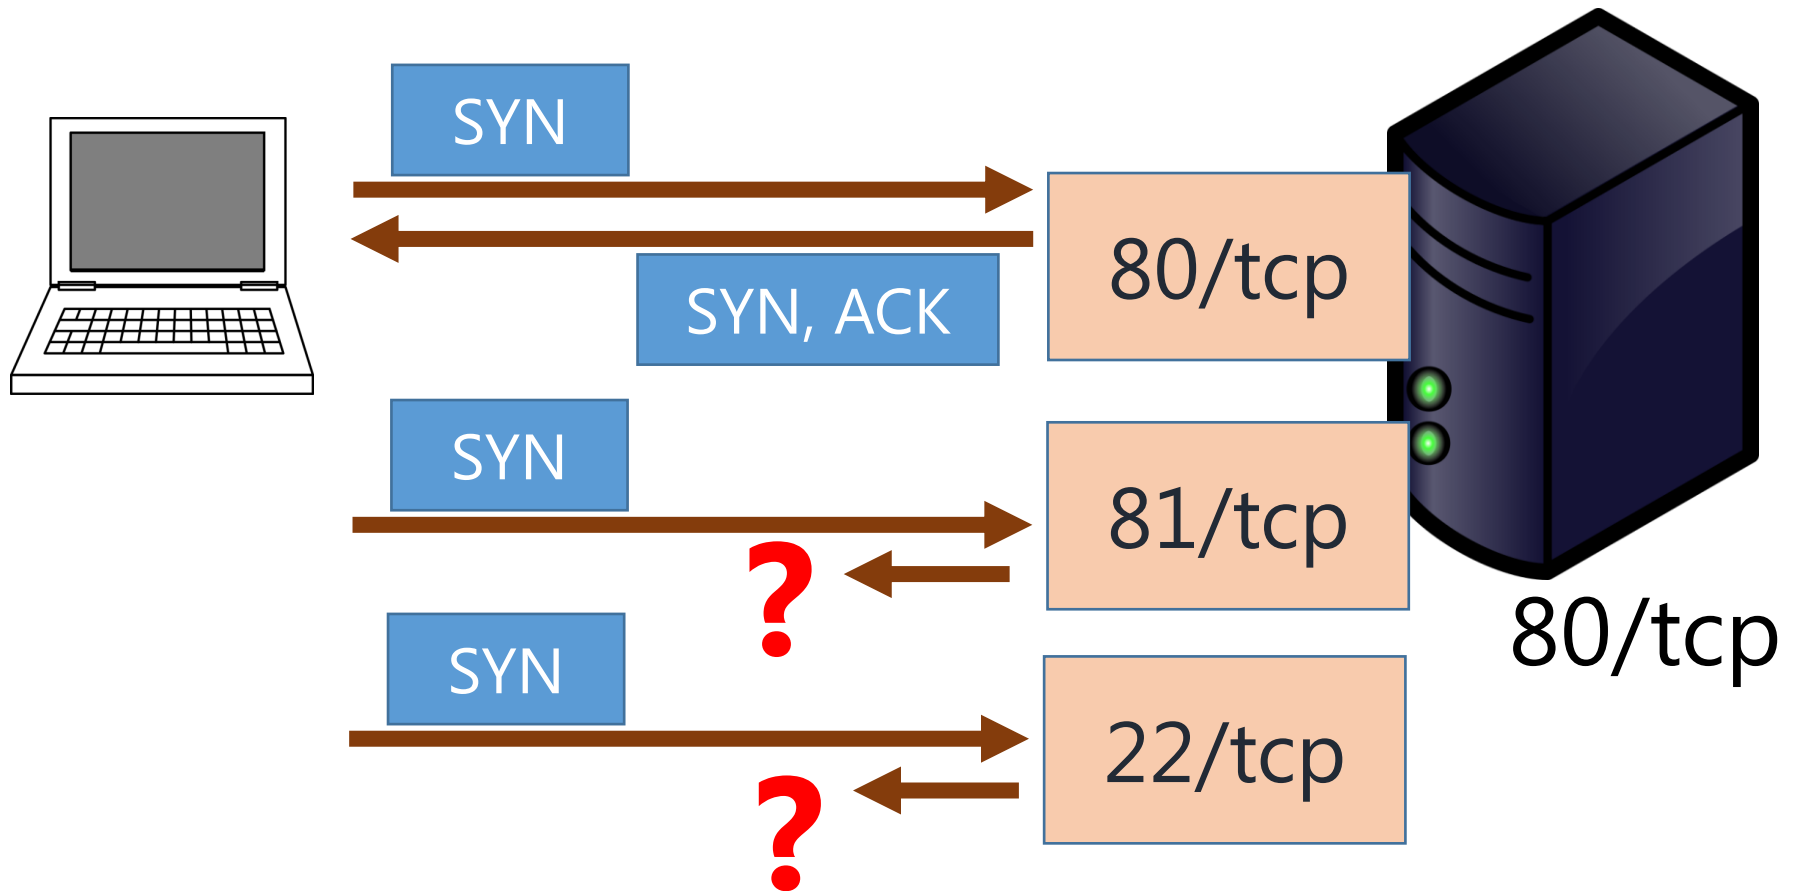 SYN
80/tcp
SYN, ACK
SYN
81/tcp
?
80/tcp
SYN
22/tcp
?